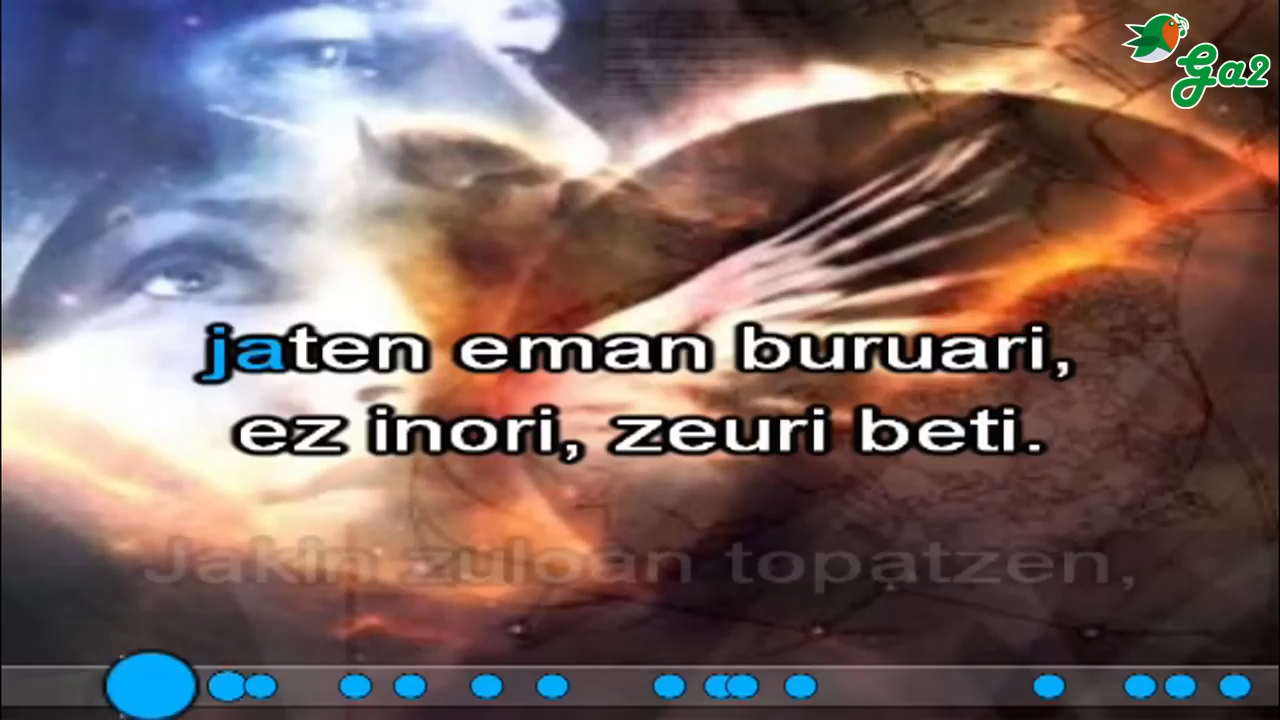 Ga2
jaten eman buruari,
ez inori, zeuri beti.
Jakin zuloan topatzen,